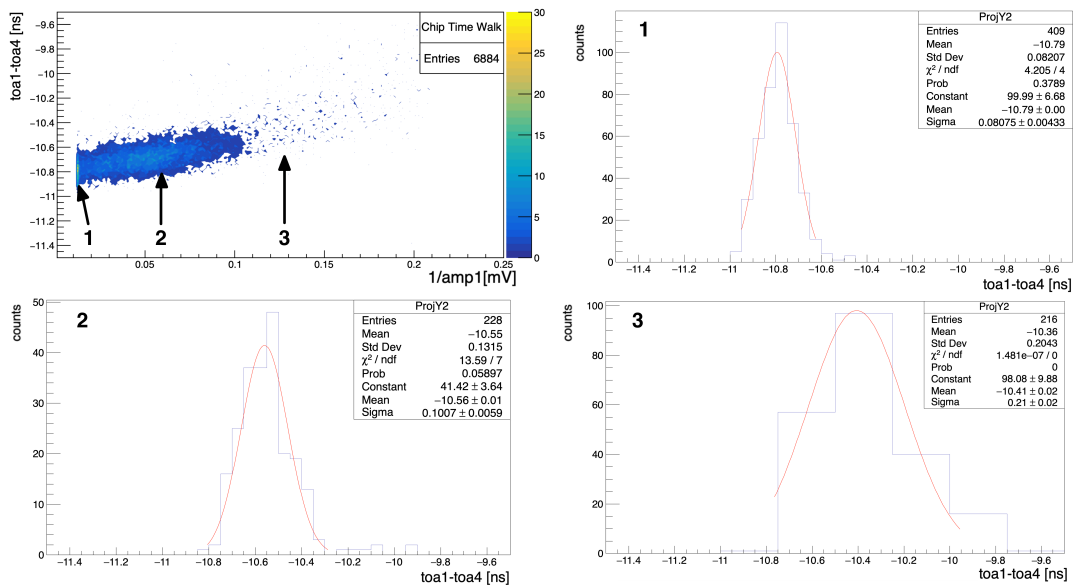 Chip Time Walk
Entries 6884
toa1-toa4 [ns]
−9.6
−9.8
−10
−10.2
−10.4
−10.6
−10.8
−11
−11.2
−11.4
0.05
0.1
0.15
0.2
0.25
1/amp1[mV]
30
25
20
15
10
5
0
1
2
3
1
ProjY2
Entries 409
Mean −10.79
Std Dev 0.08207
χ² / ndf 4.205 / 4
Prob 0.3789
Constant 99.99 ± 6.68
Mean −10.79 ± 0.00
Sigma 0.08075 ± 0.00433
counts
100
80
60
40
20
0
−11.4 −11.2 −11 −10.8 −10.6 −10.4 −10.2 −10 −9.8 −9.6
toa1-toa4 [ns]
2
ProjY2
Entries 228
Mean −10.55
Std Dev 0.1315
χ² / ndf 13.59 / 7
Prob 0.05897
Constant 41.42 ± 3.64
Mean −10.56 ± 0.01
Sigma 0.1007 ± 0.0059
counts
50
40
30
20
10
0
−11.4 −11.2 −11 −10.8 −10.6 −10.4 −10.2 −10 −9.8 −9.6
toa1-toa4 [ns]
3
ProjY2
Entries 216
Mean −10.36
Std Dev 0.2043
χ² / ndf 1.481e−07 / 0
Prob 0
Constant 98.08 ± 9.88
Mean −10.41 ± 0.02
Sigma 0.21 ± 0.02
counts
100
80
60
40
20
0
−11.4 −11.2 −11 −10.8 −10.6 −10.4 −10.2 −10 −9.8 −9.6
toa1-toa4 [ns]